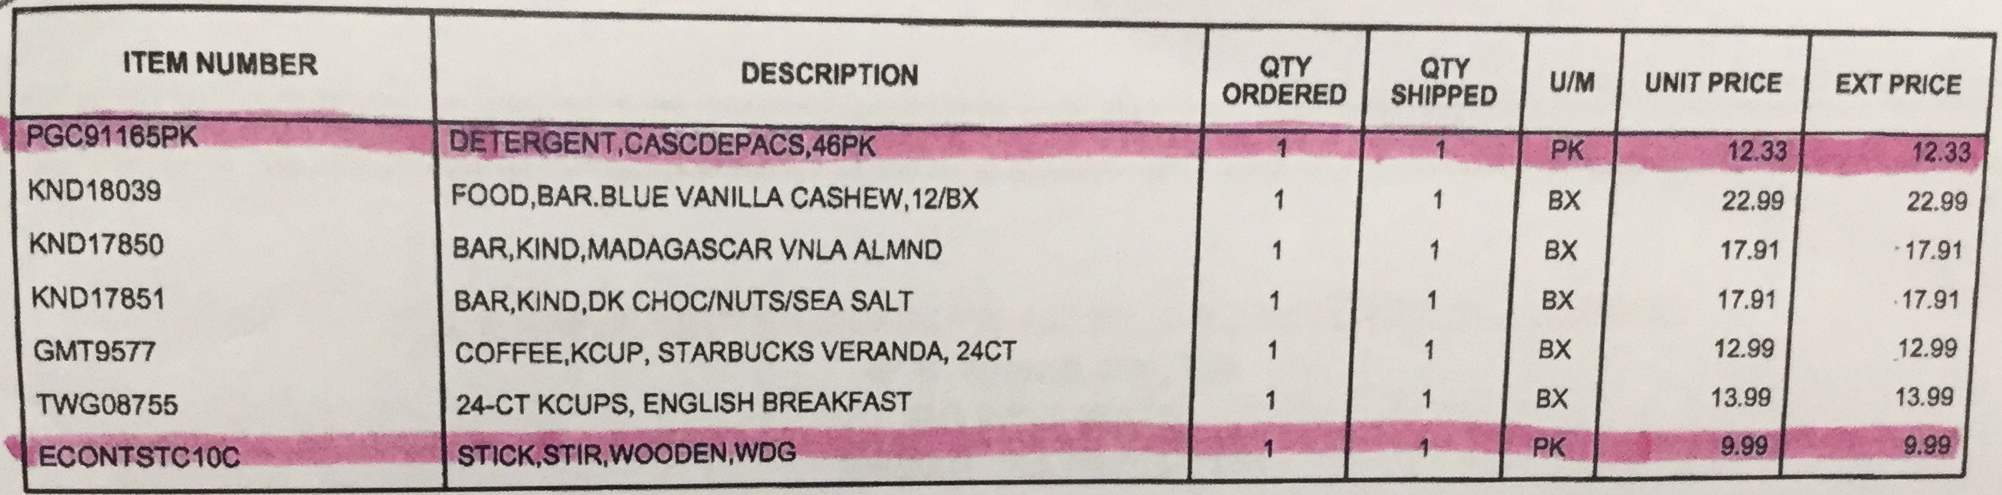 ITEM NUMBER DESCRIPTION QTY ORDERED QTY SHIPPED U/M UNIT PRICE EXT PRICE
PGC91165PK DETERGENT,CASCDEPACS,46PK 1 1 PK 12.33 12.33
KND18039 FOOD,BAR.BLUE VANILLA CASHEW,12/BX 1 1 BX 22.99 22.99
KND17850 BAR,KIND,MADAGASCAR VNLA ALMND 1 1 BX 17.91 17.91
KND17851 BAR,KIND,DK CHOC/NUTS/SEA SALT 1 1 BX 17.91 17.91
GMT9577 COFFEE,KCUP, STARBUCKS VERANDA, 24CT 1 1 BX 12.99 12.99
TWG08755 24-CT KCUPS, ENGLISH BREAKFAST 1 1 BX 13.99 13.99
ECONTSTC10C STICK,STIR,WOODEN,WDG 1 1 PK 9.99 9.99